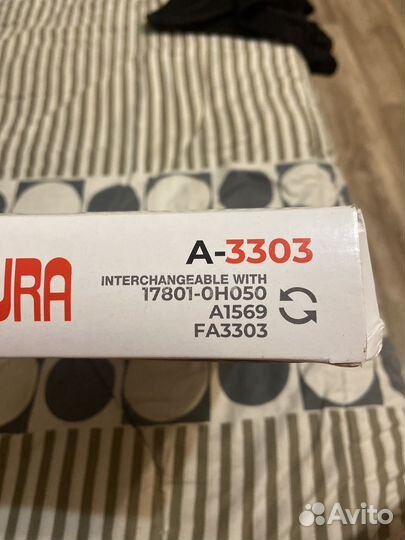 URA
A-3303
INTERCHANGEABLE WITH
17801-0H050
A1569
FA3303
Avito